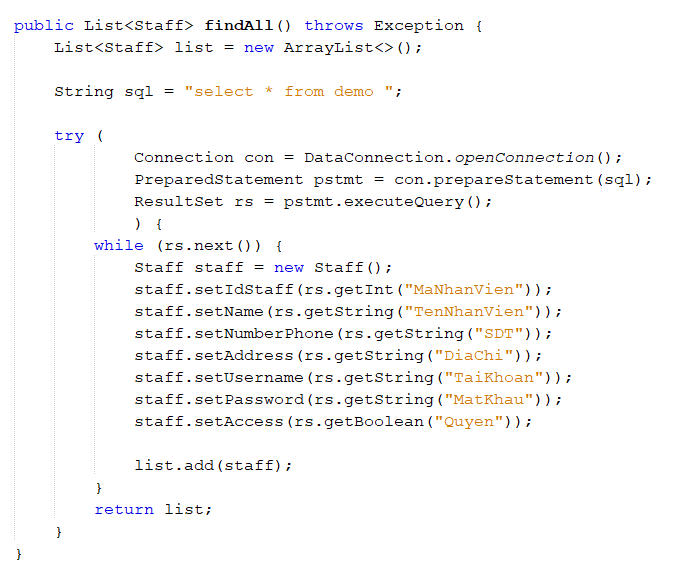 public List<Staff> findAll() throws Exception {
    List<Staff> list = new ArrayList<>();
    String sql = "select * from demo ";
    try (
            Connection con = DataConnection.openConnection();
            PreparedStatement pstmt = con.prepareStatement(sql);
            ResultSet rs = pstmt.executeQuery();
            ) {
        while (rs.next()) {
            Staff staff = new Staff();
            staff.setIdStaff(rs.getInt("MaNhanVien"));
            staff.setName(rs.getString("TenNhanVien"));
            staff.setNumberPhone(rs.getString("SDT"));
            staff.setAddress(rs.getString("DiaChi"));
            staff.setUsername(rs.getString("TaiKhoan"));
            staff.setPassword(rs.getString("MatKhau"));
            staff.setAccess(rs.getBoolean("Quyen"));
            list.add(staff);
        }
        return list;
    }
}